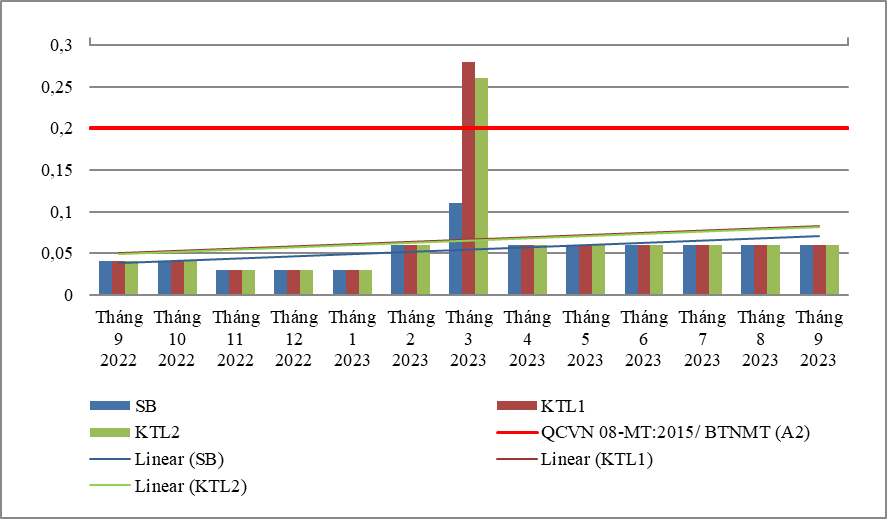 0,3
0,25
0,2
0,15
0,1
0,05
0
Tháng
9
2022
Tháng
10
2022
Tháng
11
2022
Tháng
12
2022
Tháng
1
2023
Tháng
2
2023
Tháng
3
2023
Tháng
4
2023
Tháng
5
2023
Tháng
6
2023
Tháng
7
2023
Tháng
8
2023
Tháng
9
2023
SB
KTL1
KTL2
QCVN 08-MT:2015/ BTNMT (A2)
Linear (SB)
Linear (KTL1)
Linear (KTL2)